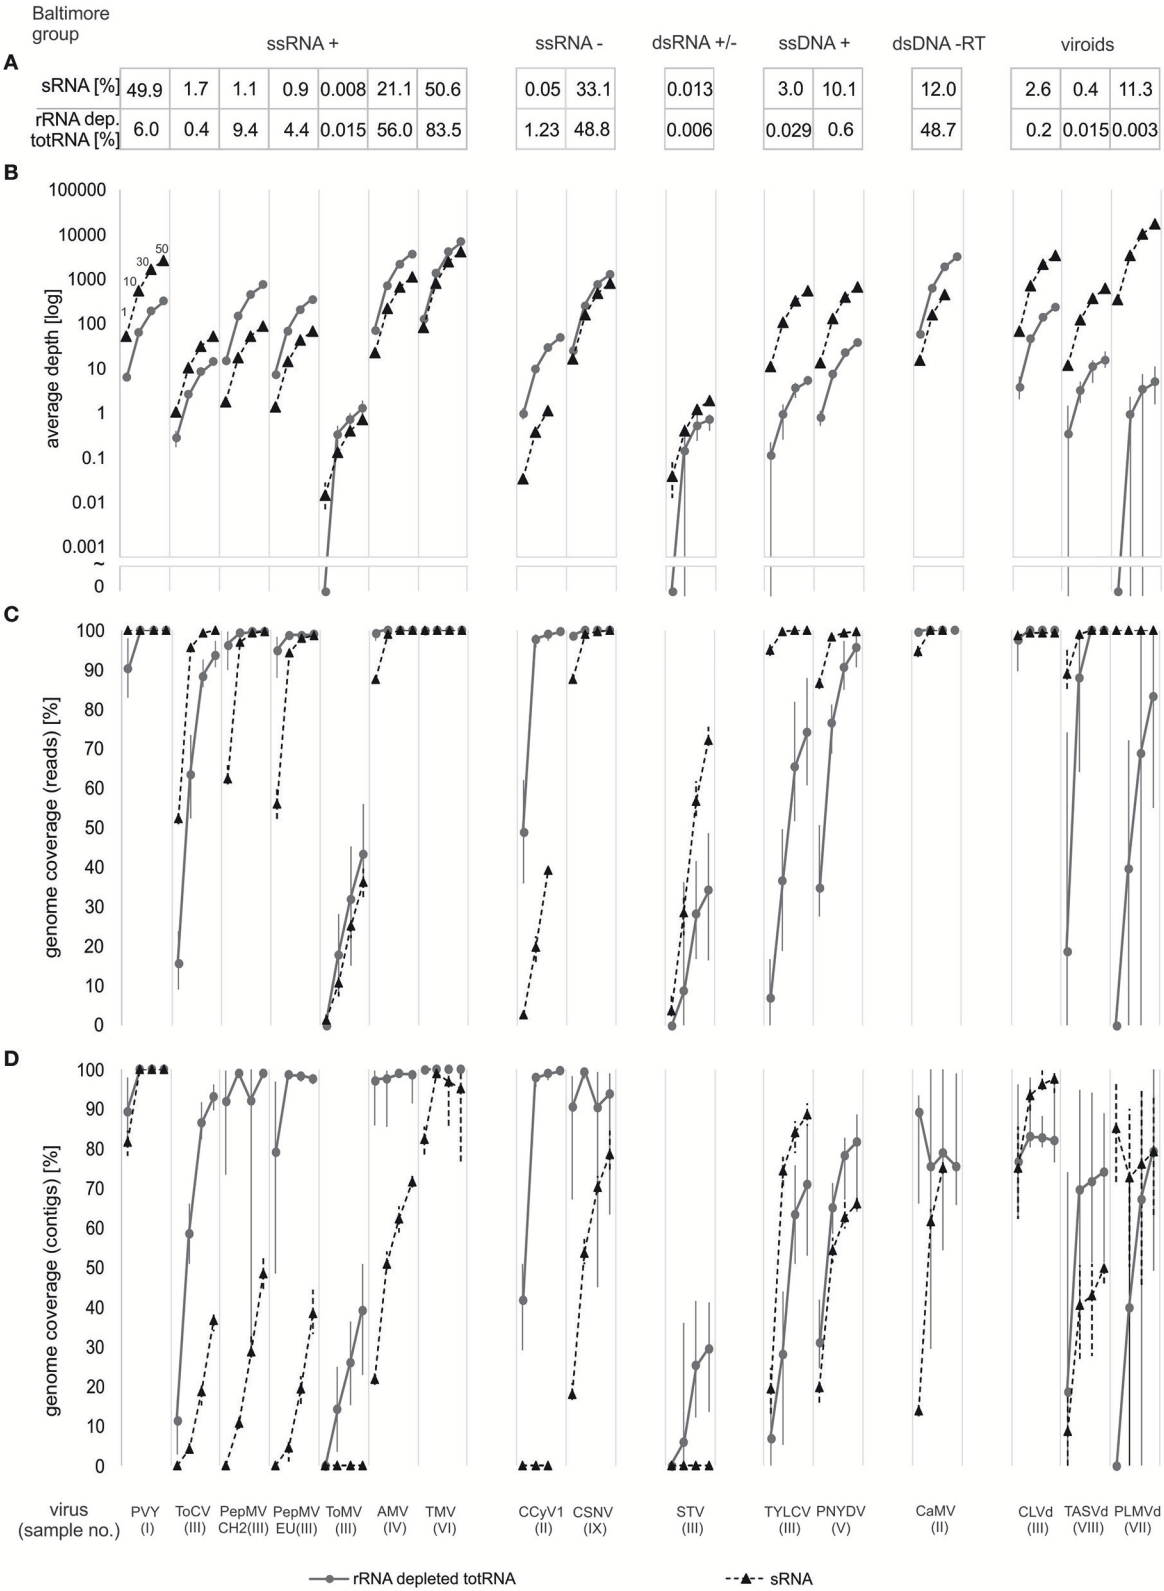 Baltimore
group
ssRNA + ssRNA - dsRNA +/- ssDNA + dsDNA -RT viroids
A
sRNA [%] 49.9 1.7 1.1 0.9 0.008 21.1 50.6 0.05 33.1 0.013 3.0 10.1 12.0 2.6 0.4 11.3
rRNA dep.
totRNA [%] 6.0 0.4 9.4 4.4 0.015 56.0 83.5 1.23 48.8 0.006 0.029 0.6 48.7 0.2 0.015 0.003
B
average depth [log]
100000
10000
1000
100
10
1
0.1
0.01
0.001
~
0
1 10 30 50
C
genome coverage (reads) [%]
100
90
80
70
60
50
40
30
20
10
0
D
genome coverage (contigs) [%]
100
90
80
70
60
50
40
30
20
10
0
virus PVY ToCV PepMV PepMV ToMV AMV TMV CCyV1 CSNV STV TYLCV PNYDV CaMV CLVd TASVd PLMVd
(sample no.) (I) (III) CH2(III) EU(III) (III) (IV) (VI) (II) (IX) (III) (III) (V) (II) (III) (VIII) (VII)
rRNA depleted totRNA sRNA